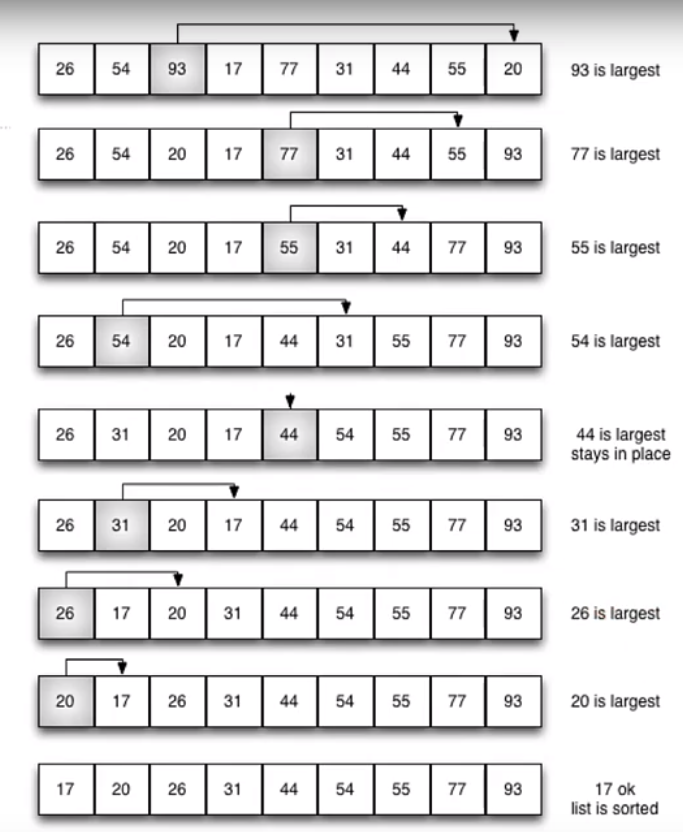 26 54 93 17 77 31 44 55 20 93 is largest
26 54 20 17 77 31 44 55 93 77 is largest
26 54 20 17 55 31 44 77 93 55 is largest
26 54 20 17 44 31 55 77 93 54 is largest
26 31 20 17 44 54 55 77 93 44 is largest
stays in place
26 31 20 17 44 54 55 77 93 31 is largest
26 17 20 31 44 54 55 77 93 26 is largest
20 17 26 31 44 54 55 77 93 20 is largest
17 20 26 31 44 54 55 77 93 17 ok
list is sorted